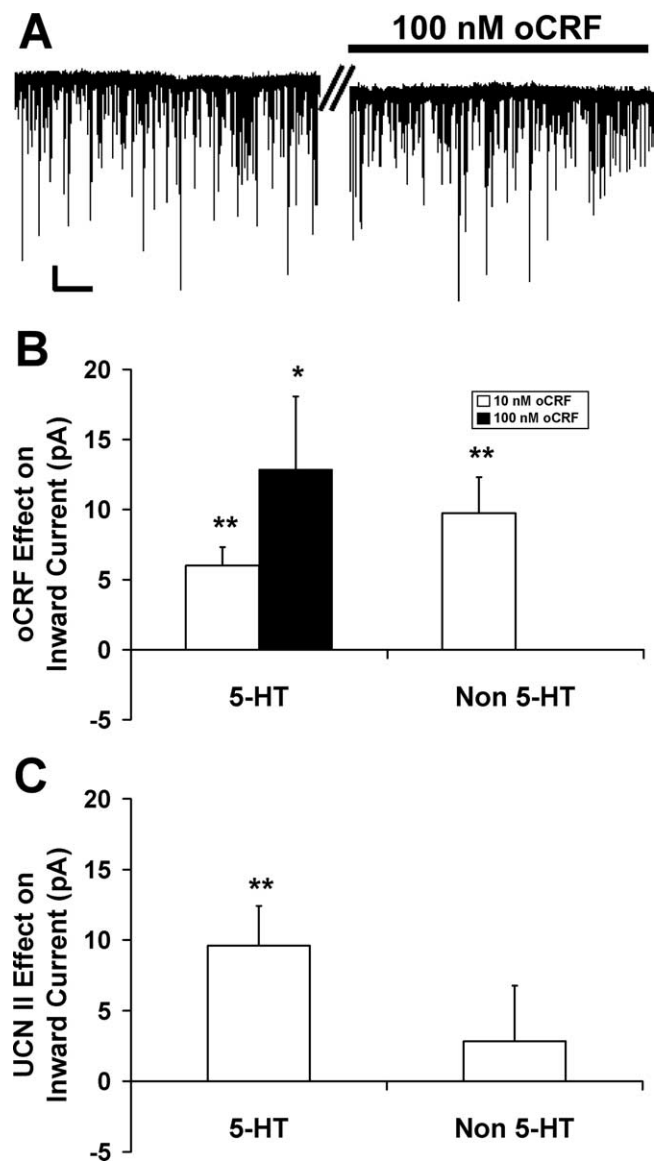 A
100 nM oCRF
B
oCRF Effect on
Inward Current (pA)
20
15
10
5
0
-5
**
*
**
10 nM oCRF
100 nM oCRF
5-HT
Non 5-HT
C
UCN II Effect on
Inward Current (pA)
20
15
10
5
0
-5
**
5-HT
Non 5-HT